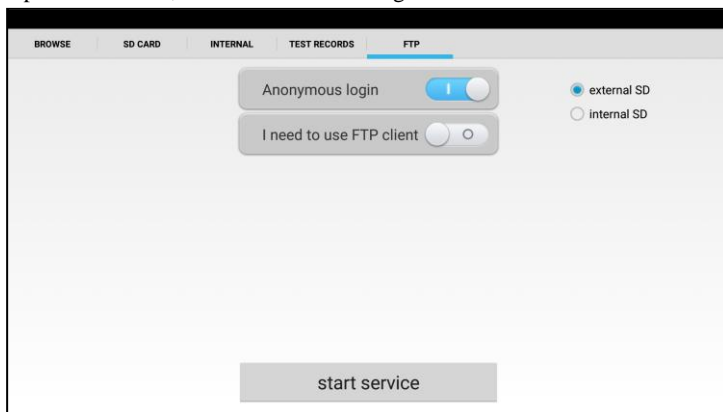 BROWSE SD CARD INTERNAL TEST RECORDS FTP
Anonymous login
external SD
internal SD
I need to use FTP client
start service